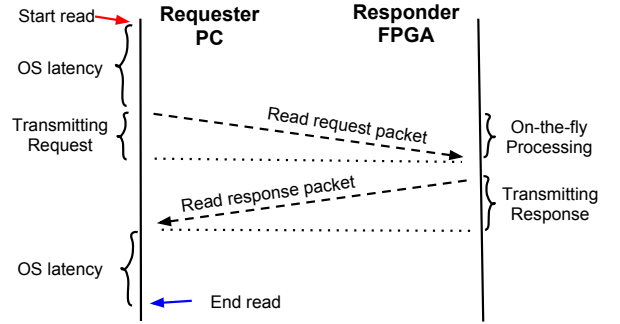 Start read
Requester
PC
Responder
FPGA
OS latency
Transmitting
Request
Read request packet
On-the-fly
Processing
Read response packet
Transmitting
Response
OS latency
End read